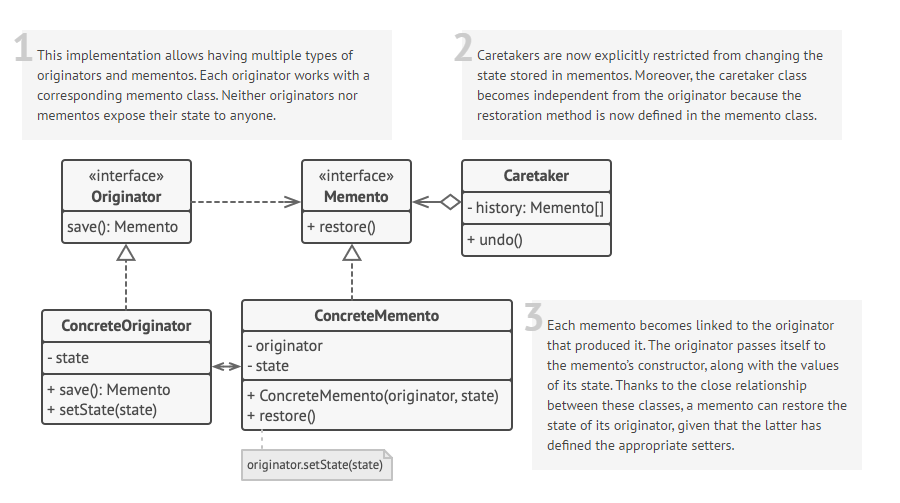 1
This implementation allows having multiple types of
originators and mementos. Each originator works with a
corresponding memento class. Neither originators nor
mementos expose their state to anyone.
2
Caretakers are now explicitly restricted from changing the
state stored in mementos. Moreover, the caretaker class
becomes independent from the originator because the
restoration method is now defined in the memento class.
«interface»
Originator
save(): Memento
«interface»
Memento
+ restore()
Caretaker
- history: Memento[]
+ undo()
ConcreteOriginator
- state
+ save(): Memento
+ setState(state)
ConcreteMemento
- originator
- state
+ ConcreteMemento(originator, state)
+ restore()
originator.setState(state)
3
Each memento becomes linked to the originator
that produced it. The originator passes itself to
the memento's constructor, along with the values
of its state. Thanks to the close relationship
between these classes, a memento can restore the
state of its originator, given that the latter has
defined the appropriate setters.